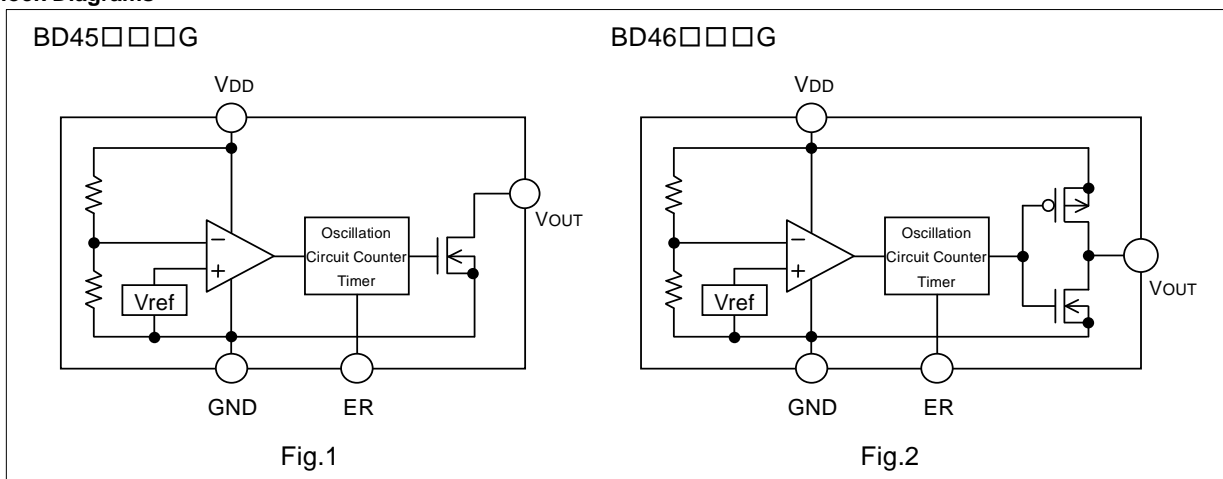 BD45□□□G
VDD
−
+
Vref
Oscillation
Circuit Counter
Timer
VOUT
GND
ER
Fig.1
BD46□□□G
VDD
−
+
Vref
Oscillation
Circuit Counter
Timer
VOUT
GND
ER
Fig.2